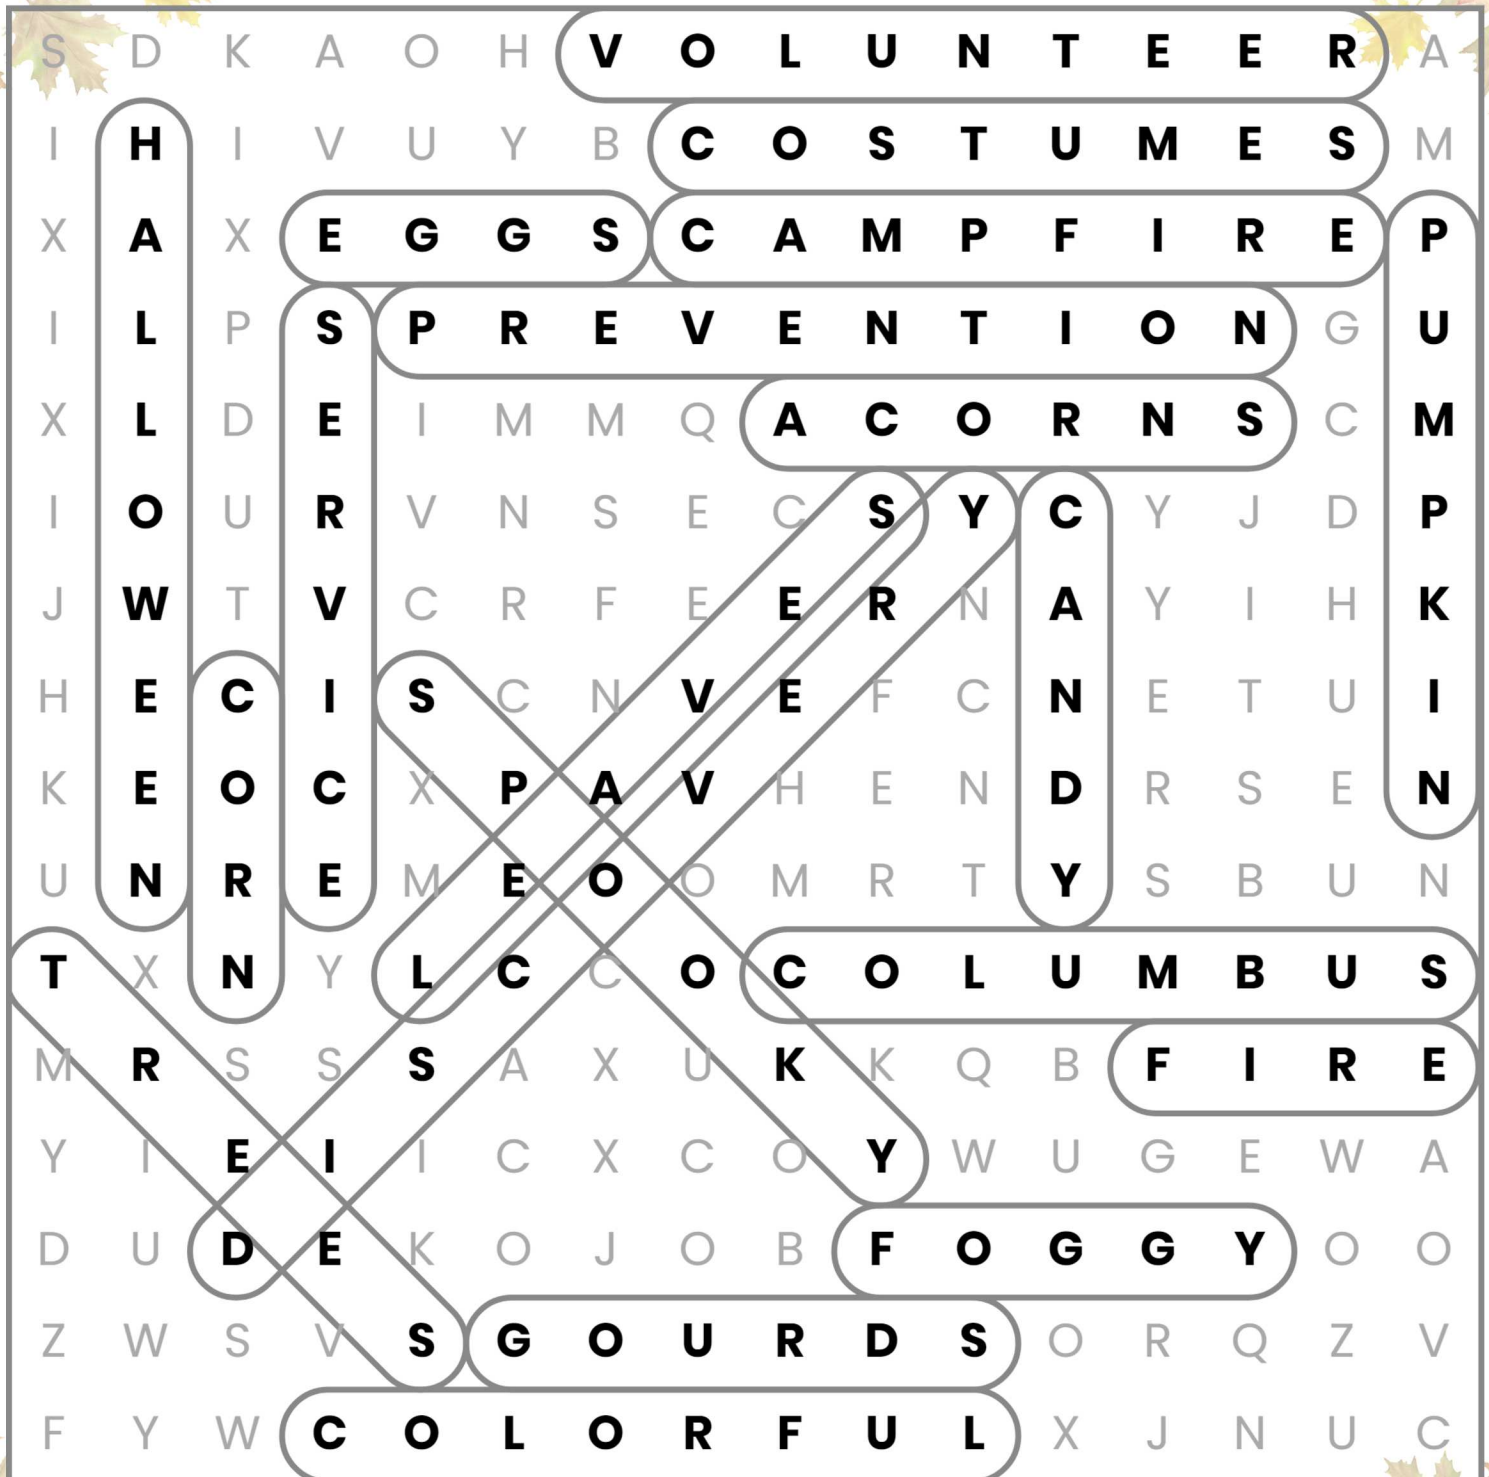 S D K A O H V O L U N T E E R A
I H I V U Y B C O S T U M E S M
X A X E G G S C A M P F I R E P
I L P S P R E V E N T I O N G U
X L D E I M M Q A C O R N S C M
I O U R V N S E C S Y C Y J D P
J W T V C R F E E R N A Y I H K
H E C I S C N V E F C N E T U I
K E O C X P A V H E N D R S E N
U N R E M E O O M R T Y S B U N
T X N Y L C C O C O L U M B U S
M R S S S A X U K K Q B F I R E
Y I E I I C X C O Y W U G E W A
D U D E K O J O B F O G G Y O O
Z W S V S G O U R D S O R Q Z V
F Y W C O L O R F U L X J N U C